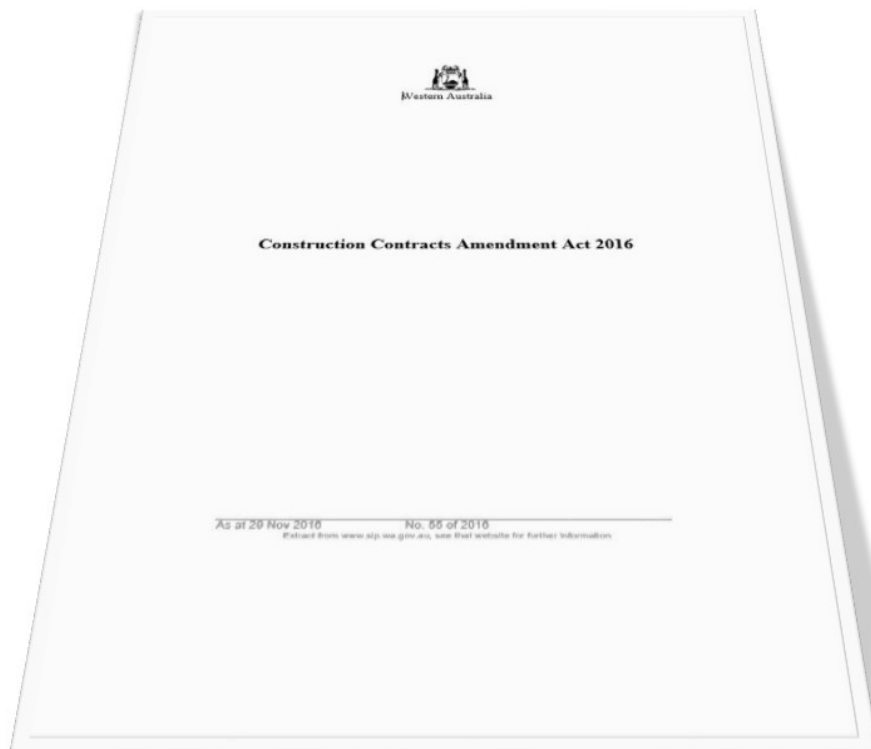 Western Australia
Construction Contracts Amendment Act 2016
As at 29 Nov 2016 No. 55 of 2016
Extract from www.slp.wa.gov.au, see that website for further information